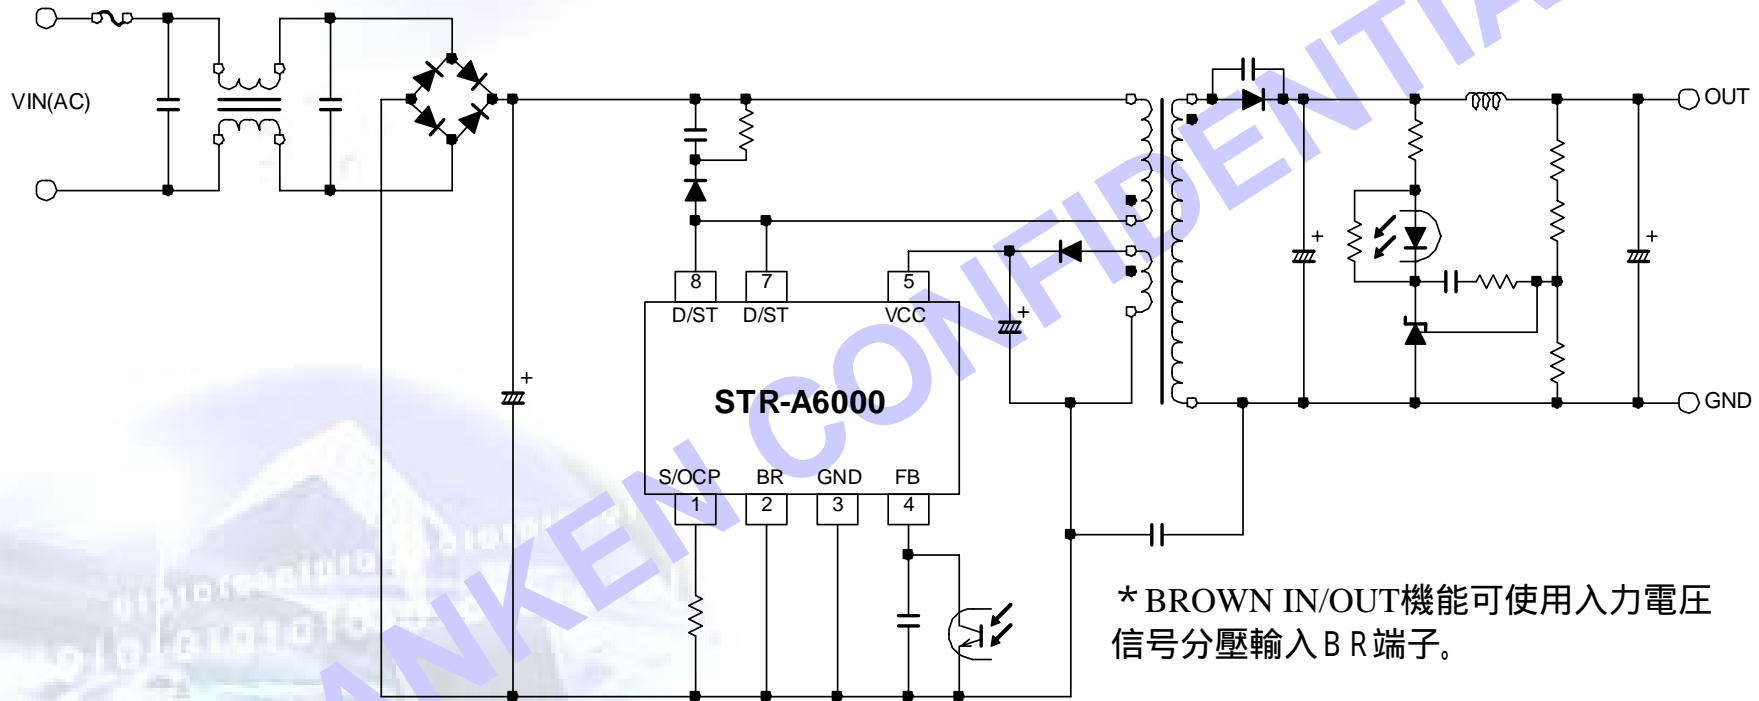 SANKEN CONFIDENTIAL
VIN(AC)
OUT
8
7
5
D/ST
D/ST
VCC
+
+
+
+
STR-A6000
GND
S/OCP
BR
GND
FB
1
2
3
4
*BROWN IN/OUT機能可使用入力電圧
信号分壓輸入BR端子。